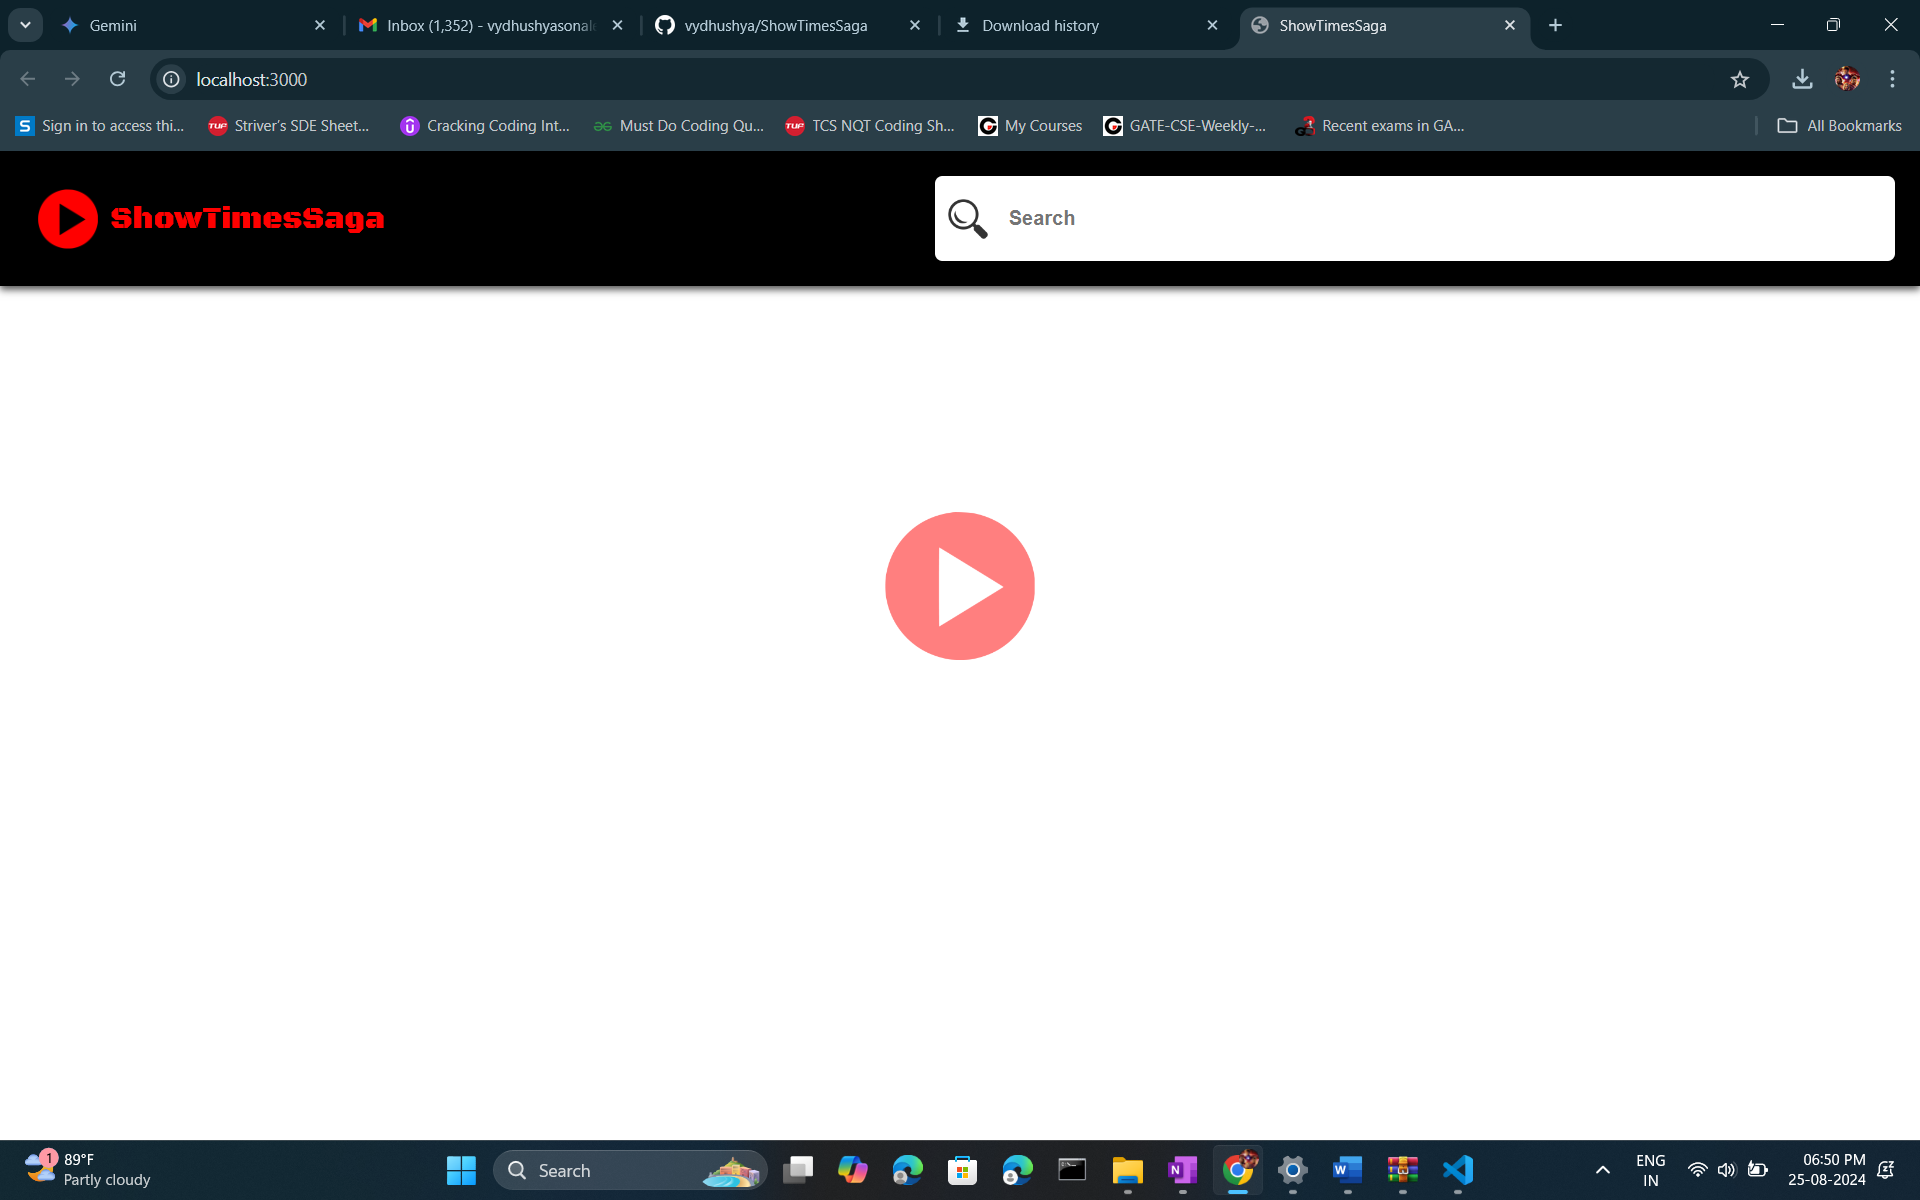 Gemini
Inbox (1,352) - vydhushyasonale
vydhushya/ShowTimesSaga
Download history
ShowTimesSaga
localhost:3000
Sign in to access thi...
Striver's SDE Sheet...
Cracking Coding Int...
Must Do Coding Qu...
TCS NQT Coding Sh...
My Courses
GATE-CSE-Weekly-...
Recent exams in GA...
All Bookmarks
ShowTimesSaga
Search
1
89°F
Partly cloudy
Search
ENG
IN
06:50 PM
25-08-2024